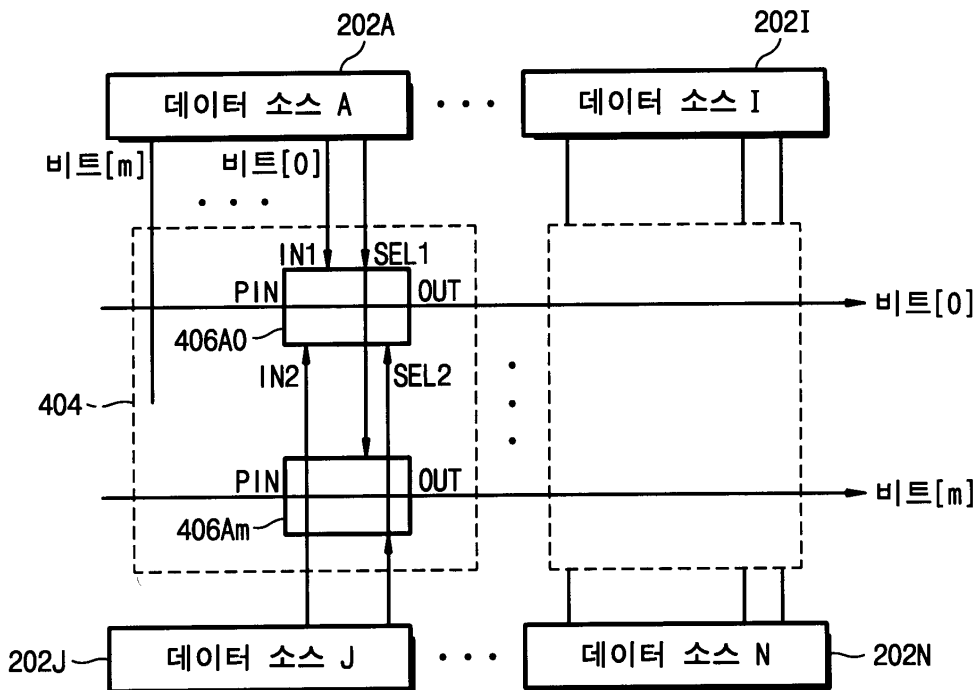 202A
202I
데이터 소스 A
데이터 소스 I
비트[m]
비트[0]
IN1
SEL1
PIN
OUT
비트[0]
406A0
IN2
SEL2
404
PIN
OUT
비트[m]
406Am
202J
데이터 소스 J
데이터 소스 N
202N